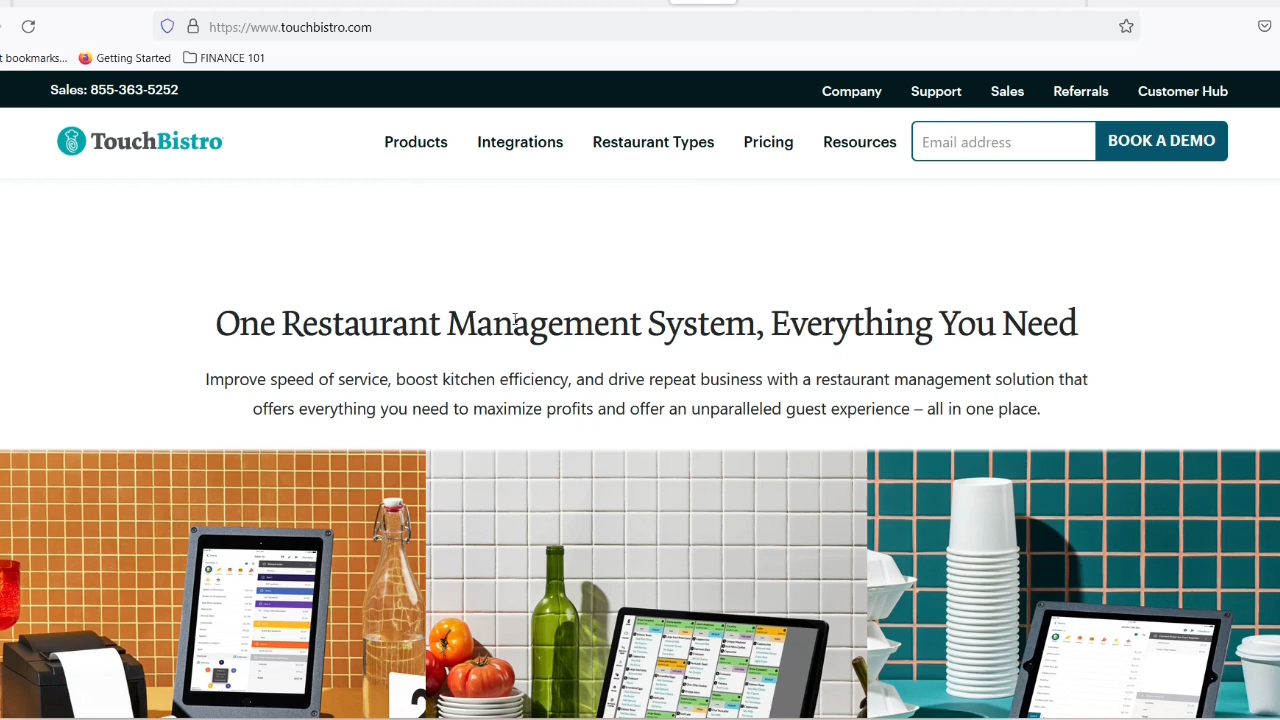 https://www.touchbistro.com
t bookmarks... Getting Started FINANCE 101
Sales: 855-363-5252 Company Support Sales Referrals Customer Hub
TouchBistro Products Integrations Restaurant Types Pricing Resources Email address BOOK A DEMO
One Restaurant Management System, Everything You Need
Improve speed of service, boost kitchen efficiency, and drive repeat business with a restaurant management solution that
offers everything you need to maximize profits and offer an unparalleled guest experience – all in one place.